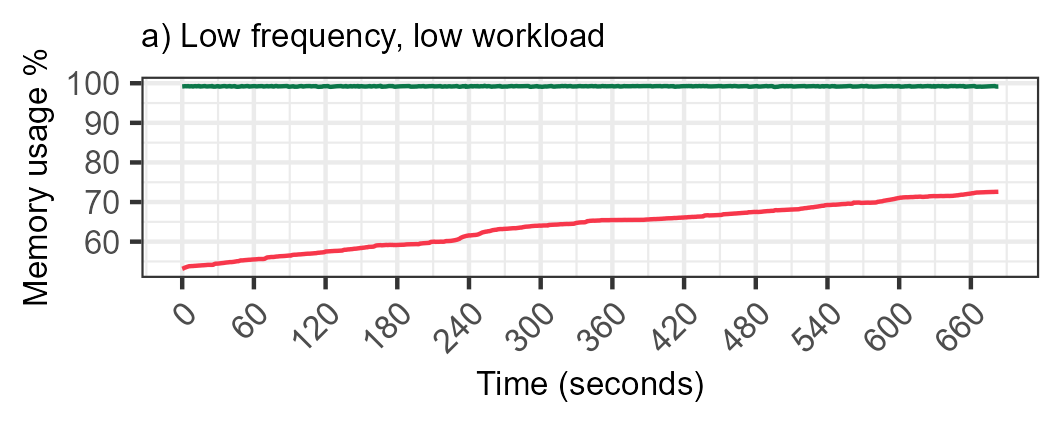 a) Low frequency, low workload
Memory usage %
100
90
80
70
60
0 60 120 180 240 300 360 420 480 540 600 660
Time (seconds)